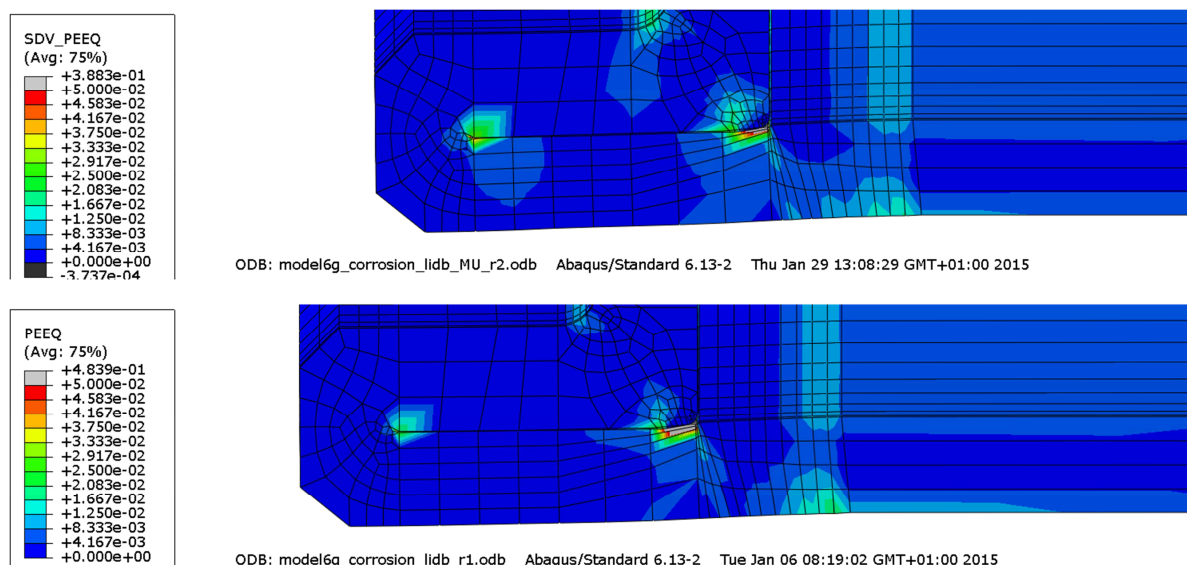 SDV_PEEQ
(Avg: 75%)
+3.883e-01
+5.000e-02
+4.583e-02
+4.167e-02
+3.750e-02
+3.333e-02
+2.917e-02
+2.500e-02
+2.083e-02
+1.667e-02
+1.250e-02
+8.333e-03
+4.167e-03
+0.000e+00
-3.737e-04
ODB: model6g_corrosion_lidb_MU_r2.odb Abaqus/Standard 6.13-2 Thu Jan 29 13:08:29 GMT+01:00 2015
PEEQ
(Avg: 75%)
+4.839e-01
+5.000e-02
+4.583e-02
+4.167e-02
+3.750e-02
+3.333e-02
+2.917e-02
+2.500e-02
+2.083e-02
+1.667e-02
+1.250e-02
+8.333e-03
+4.167e-03
+0.000e+00
ODB: model6g_corrosion_lidb_r1.odb Abaqus/Standard 6.13-2 Tue Jan 06 08:19:02 GMT+01:00 2015